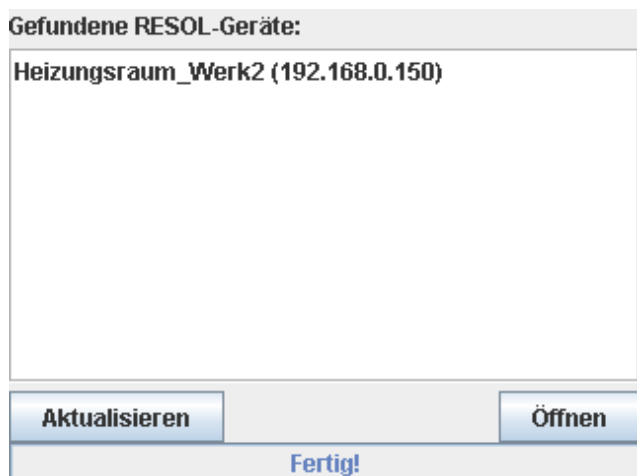 Gefundene RESOL-Geräte:
Heizungsraum_Werk2 (192.168.0.150)
Aktualisieren
Öffnen
Fertig!